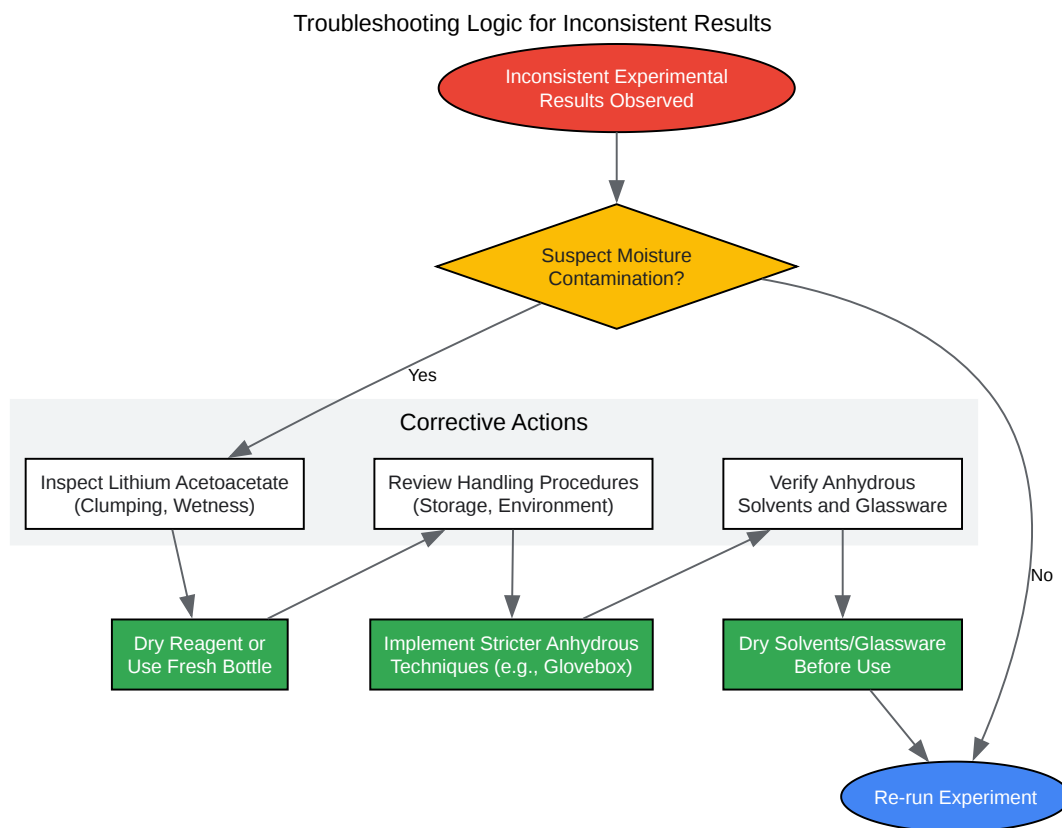 Troubleshooting Logic for Inconsistent Results
Inconsistent Experimental
Results Observed
Suspect Moisture
Contamination?
Yes
Corrective Actions
Inspect Lithium Acetoacetate
(Clumping, Wetness)
Review Handling Procedures
(Storage, Environment)
Verify Anhydrous
Solvents and Glassware
No
Dry Reagent or
Use Fresh Bottle
Implement Stricter Anhydrous
Techniques (e.g., Glovebox)
Dry Solvents/Glassware
Before Use
Re-run Experiment